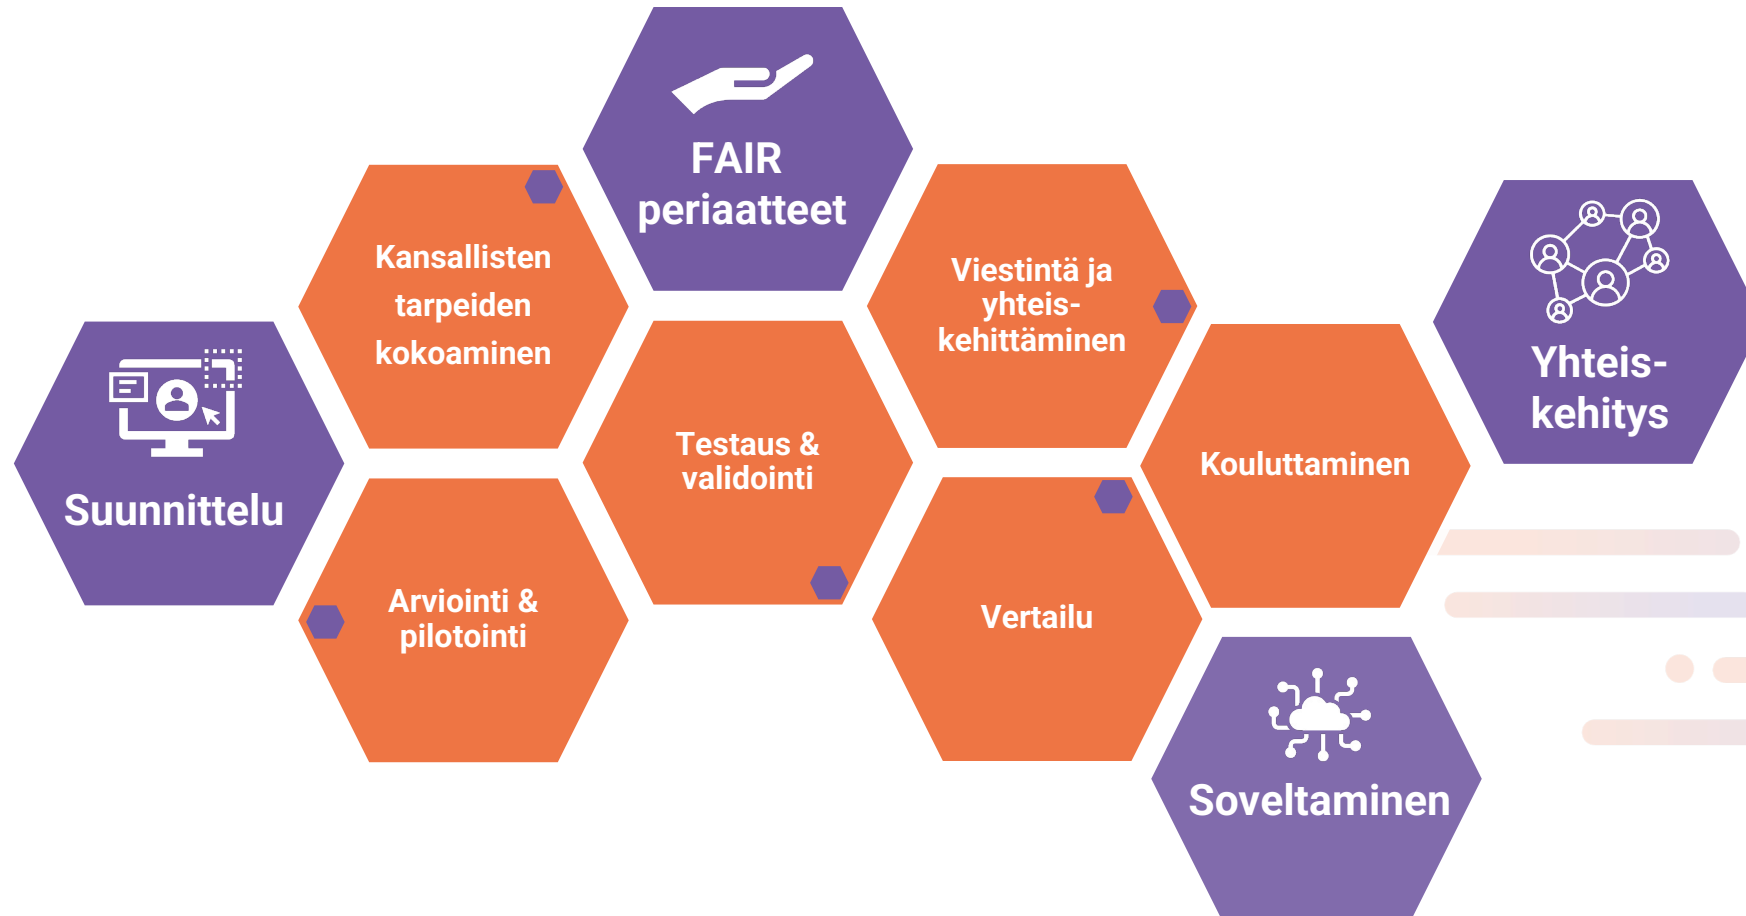 FAIR
periaatteet
Kansallisten
tarpeiden
kokoaminen
Viestintä ja
yhteis-
kehittäminen
Yhteis-
kehitys
Suunnittelu
Testaus &
validointi
Kouluttaminen
Arviointi &
pilotointi
Vertailu
Soveltaminen